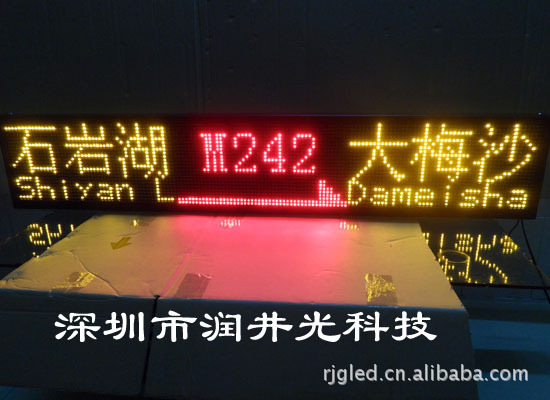 石岩湖 M242 大梅沙
Shiyan L Dameisha
深圳市润井光科技
rjgled.cn.alibaba.com